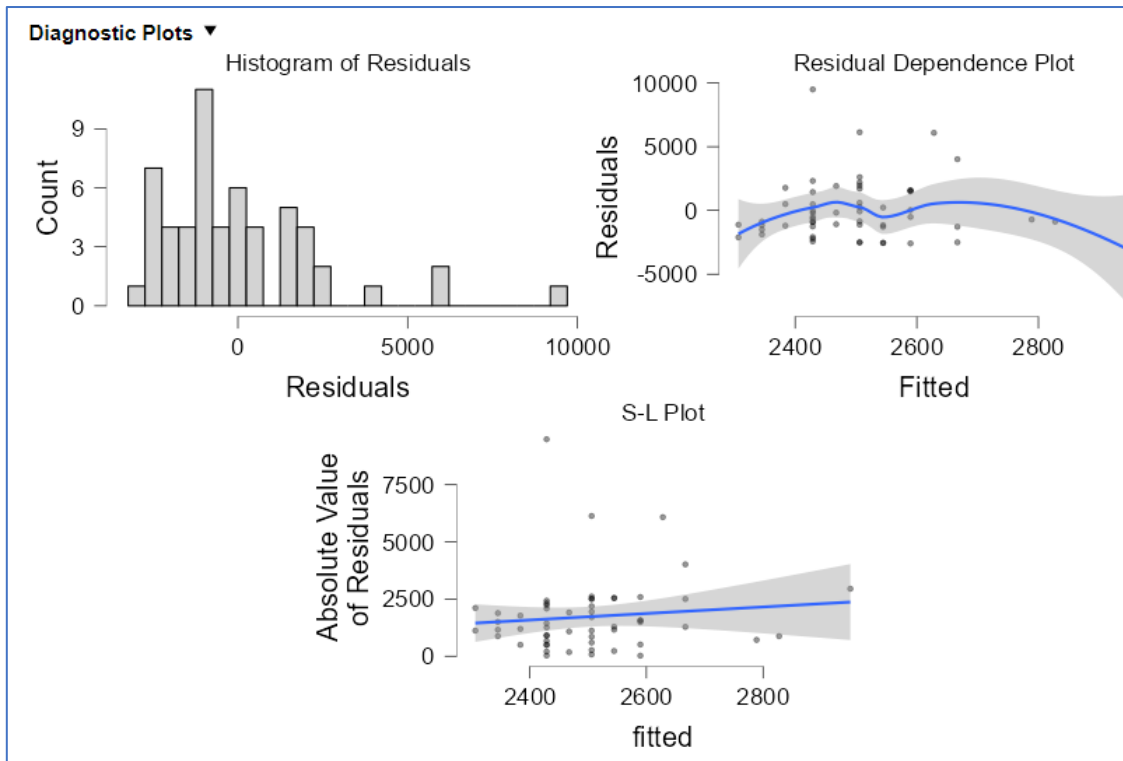 Diagnostic Plots ▼
Histogram of Residuals
Count
9
6
3
0
0
5000
10000
Residuals
Residual Dependence Plot
Residuals
10000
5000
0
-5000
2400
2600
2800
Fitted
S-L Plot
Absolute Value
of Residuals
7500
5000
2500
0
2400
2600
2800
fitted